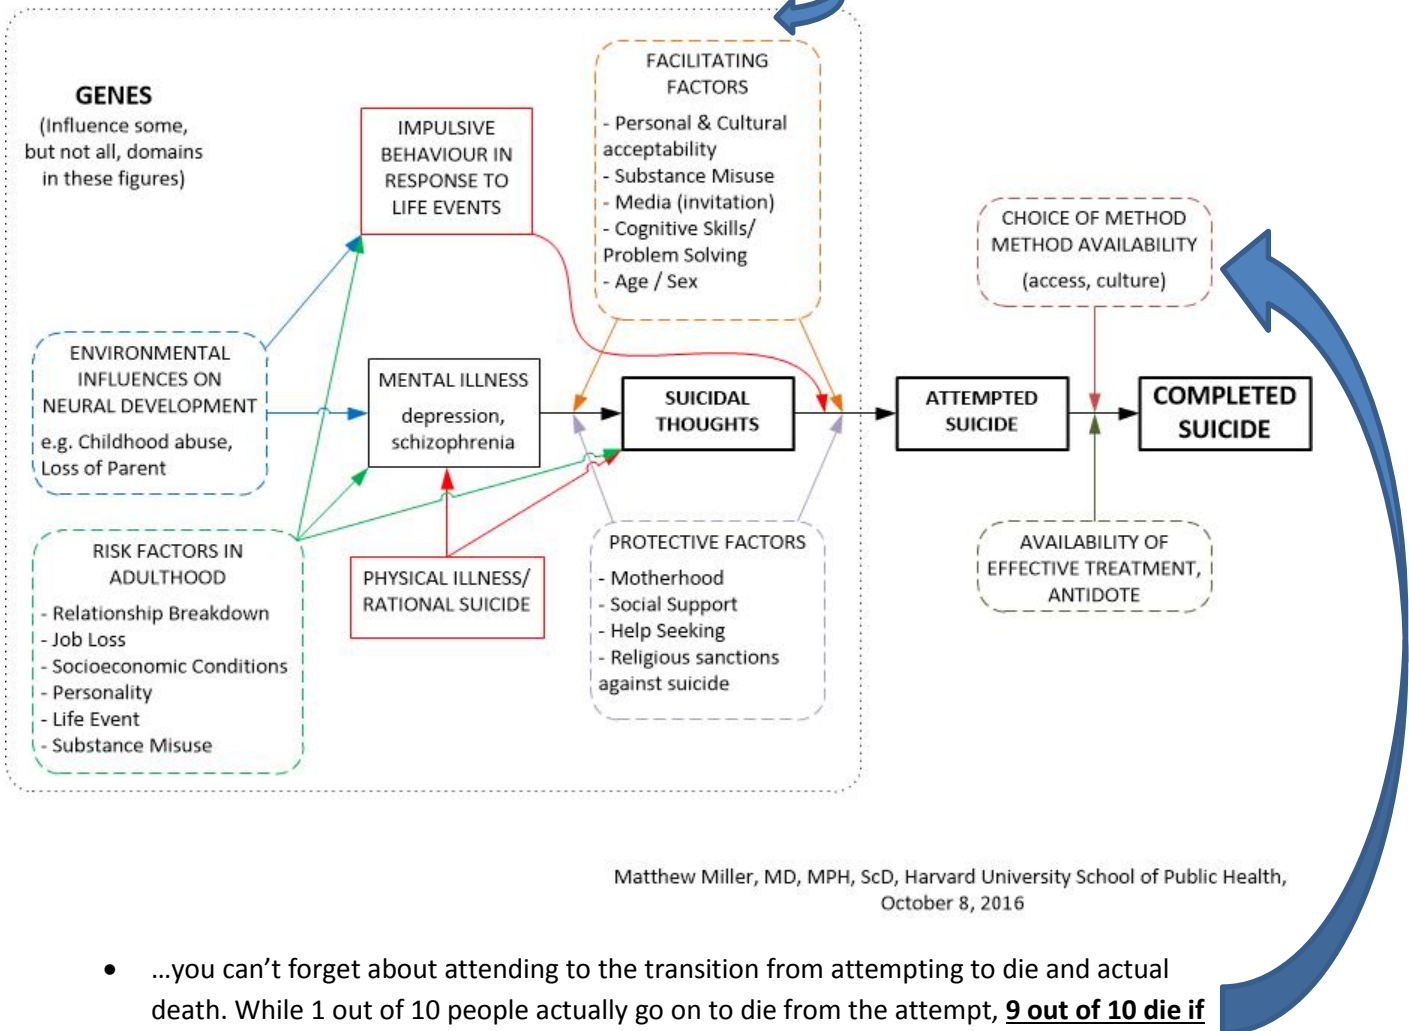 GENES
(Influence some,
but not all, domains
in these figures)
IMPULSIVE
BEHAVIOUR IN
RESPONSE TO
LIFE EVENTS
FACILITATING
FACTORS
- Personal & Cultural
acceptability
- Substance Misuse
- Media (invitation)
- Cognitive Skills/
Problem Solving
- Age / Sex
CHOICE OF METHOD
METHOD AVAILABILITY
(access, culture)
ENVIRONMENTAL
INFLUENCES ON
NEURAL DEVELOPMENT
e.g. Childhood abuse,
Loss of Parent
MENTAL ILLNESS
depression,
schizophrenia
SUICIDAL
THOUGHTS
ATTEMPTED
SUICIDE
COMPLETED
SUICIDE
RISK FACTORS IN
ADULTHOOD
- Relationship Breakdown
- Job Loss
- Socioeconomic Conditions
- Personality
- Life Event
- Substance Misuse
PHYSICAL ILLNESS/
RATIONAL SUICIDE
PROTECTIVE FACTORS
- Motherhood
- Social Support
- Help Seeking
- Religious sanctions
against suicide
AVAILABILITY OF
EFFECTIVE TREATMENT,
ANTIDOTE
Matthew Miller, MD, MPH, ScD, Harvard University School of Public Health,
October 8, 2016
• …you can’t forget about attending to the transition from attempting to die and actual
death. While 1 out of 10 people actually go on to die from the attempt, 9 out of 10 die if